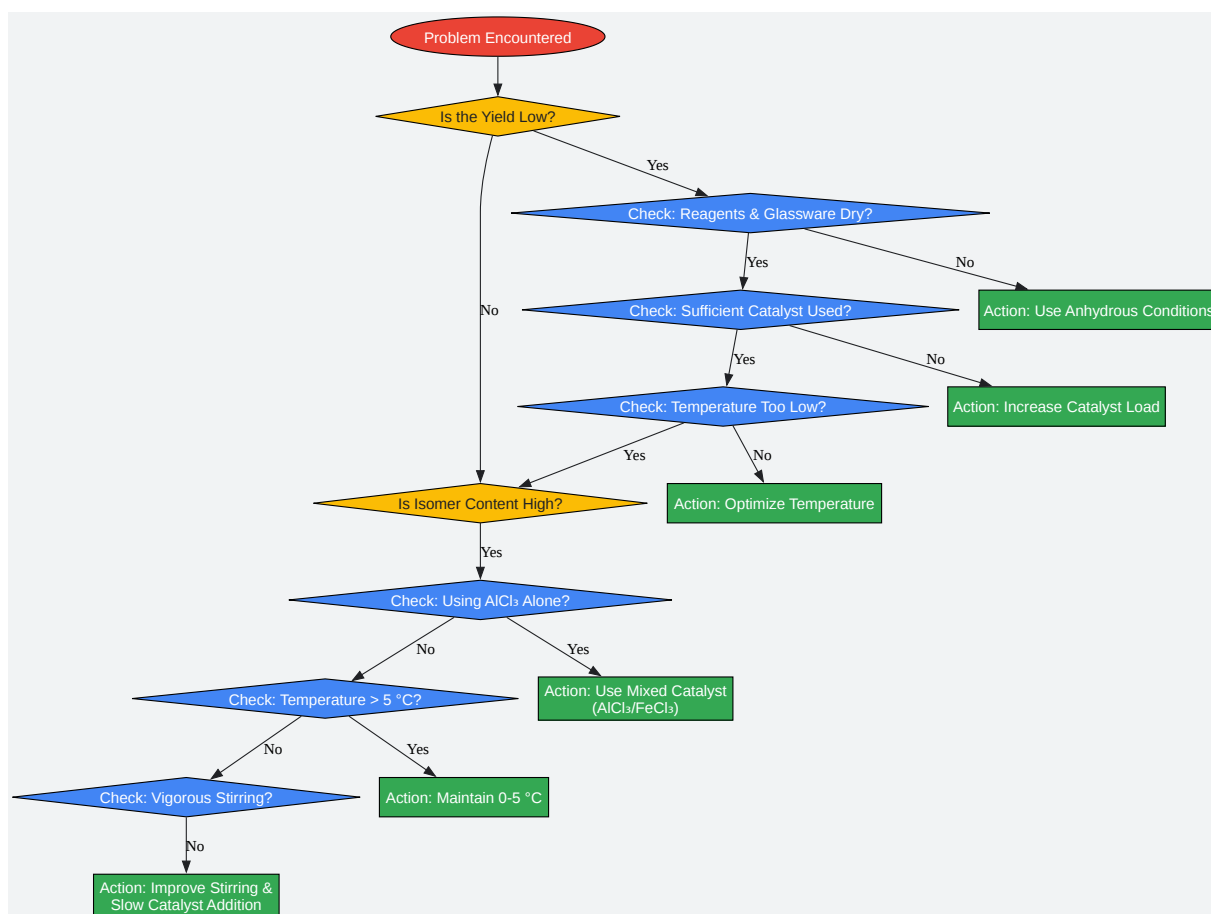 Problem Encountered
Is the Yield Low?
Yes
Check: Reagents & Glassware Dry?
Yes
No
No
Check: Sufficient Catalyst Used?
Action: Use Anhydrous Conditions
Yes
No
Check: Temperature Too Low?
Action: Increase Catalyst Load
Yes
No
Is Isomer Content High?
Action: Optimize Temperature
Yes
Check: Using AlCl₃ Alone?
No
Yes
Check: Temperature > 5 °C?
Action: Use Mixed Catalyst
(AlCl₃/FeCl₃)
No
Yes
Check: Vigorous Stirring?
Action: Maintain 0-5 °C
No
Action: Improve Stirring &
Slow Catalyst Addition